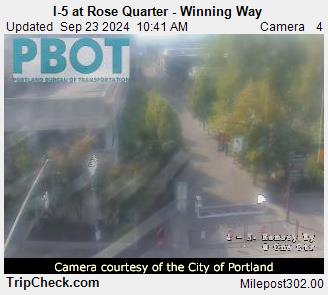 I-5 at Rose Quarter - Winning Way
Updated Sep 23 2024 10:41 AM Camera 4
PBOT
PORTLAND BUREAU OF TRANSPORTATION
Camera courtesy of the City of Portland
TripCheck.com Milepost302.00